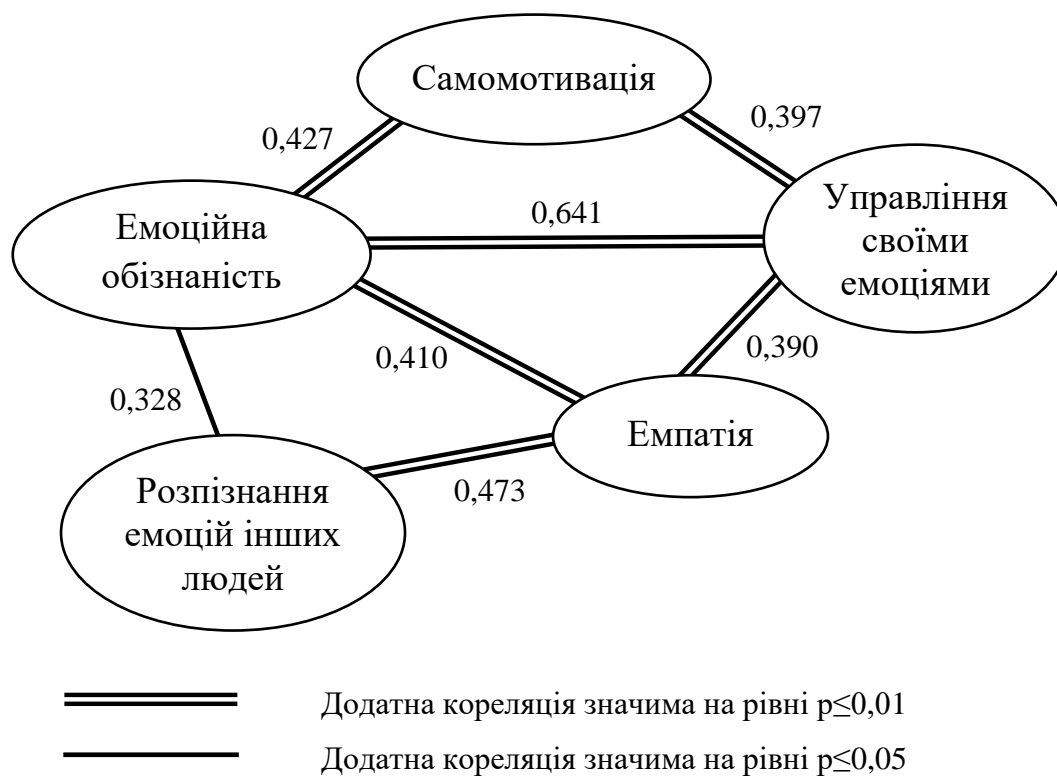 Самомотивація
0,427
0,397
Емоційна
обізнаність
0,641
Управління
своїми
емоціями
0,410
0,390
0,328
Емпатія
0,473
Розпізнання
емоцій інших
людей
Додатна кореляція значима на рівні p≤0,01
Додатна кореляція значима на рівні p≤0,05